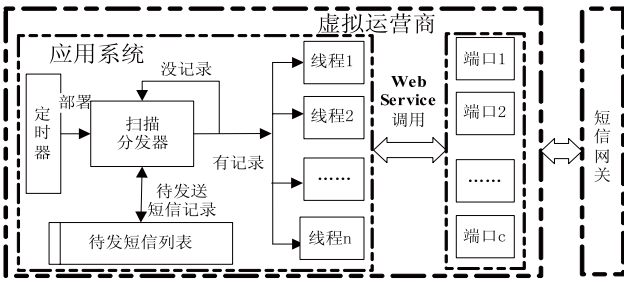 虚拟运营商
应用系统
定时器
部署
扫描
分发器
没记录
有记录
待发送
短信记录
待发短信列表
线程1
线程2
......
线程n
Web
Service
调用
端口1
端口2
......
端口c
短信网关